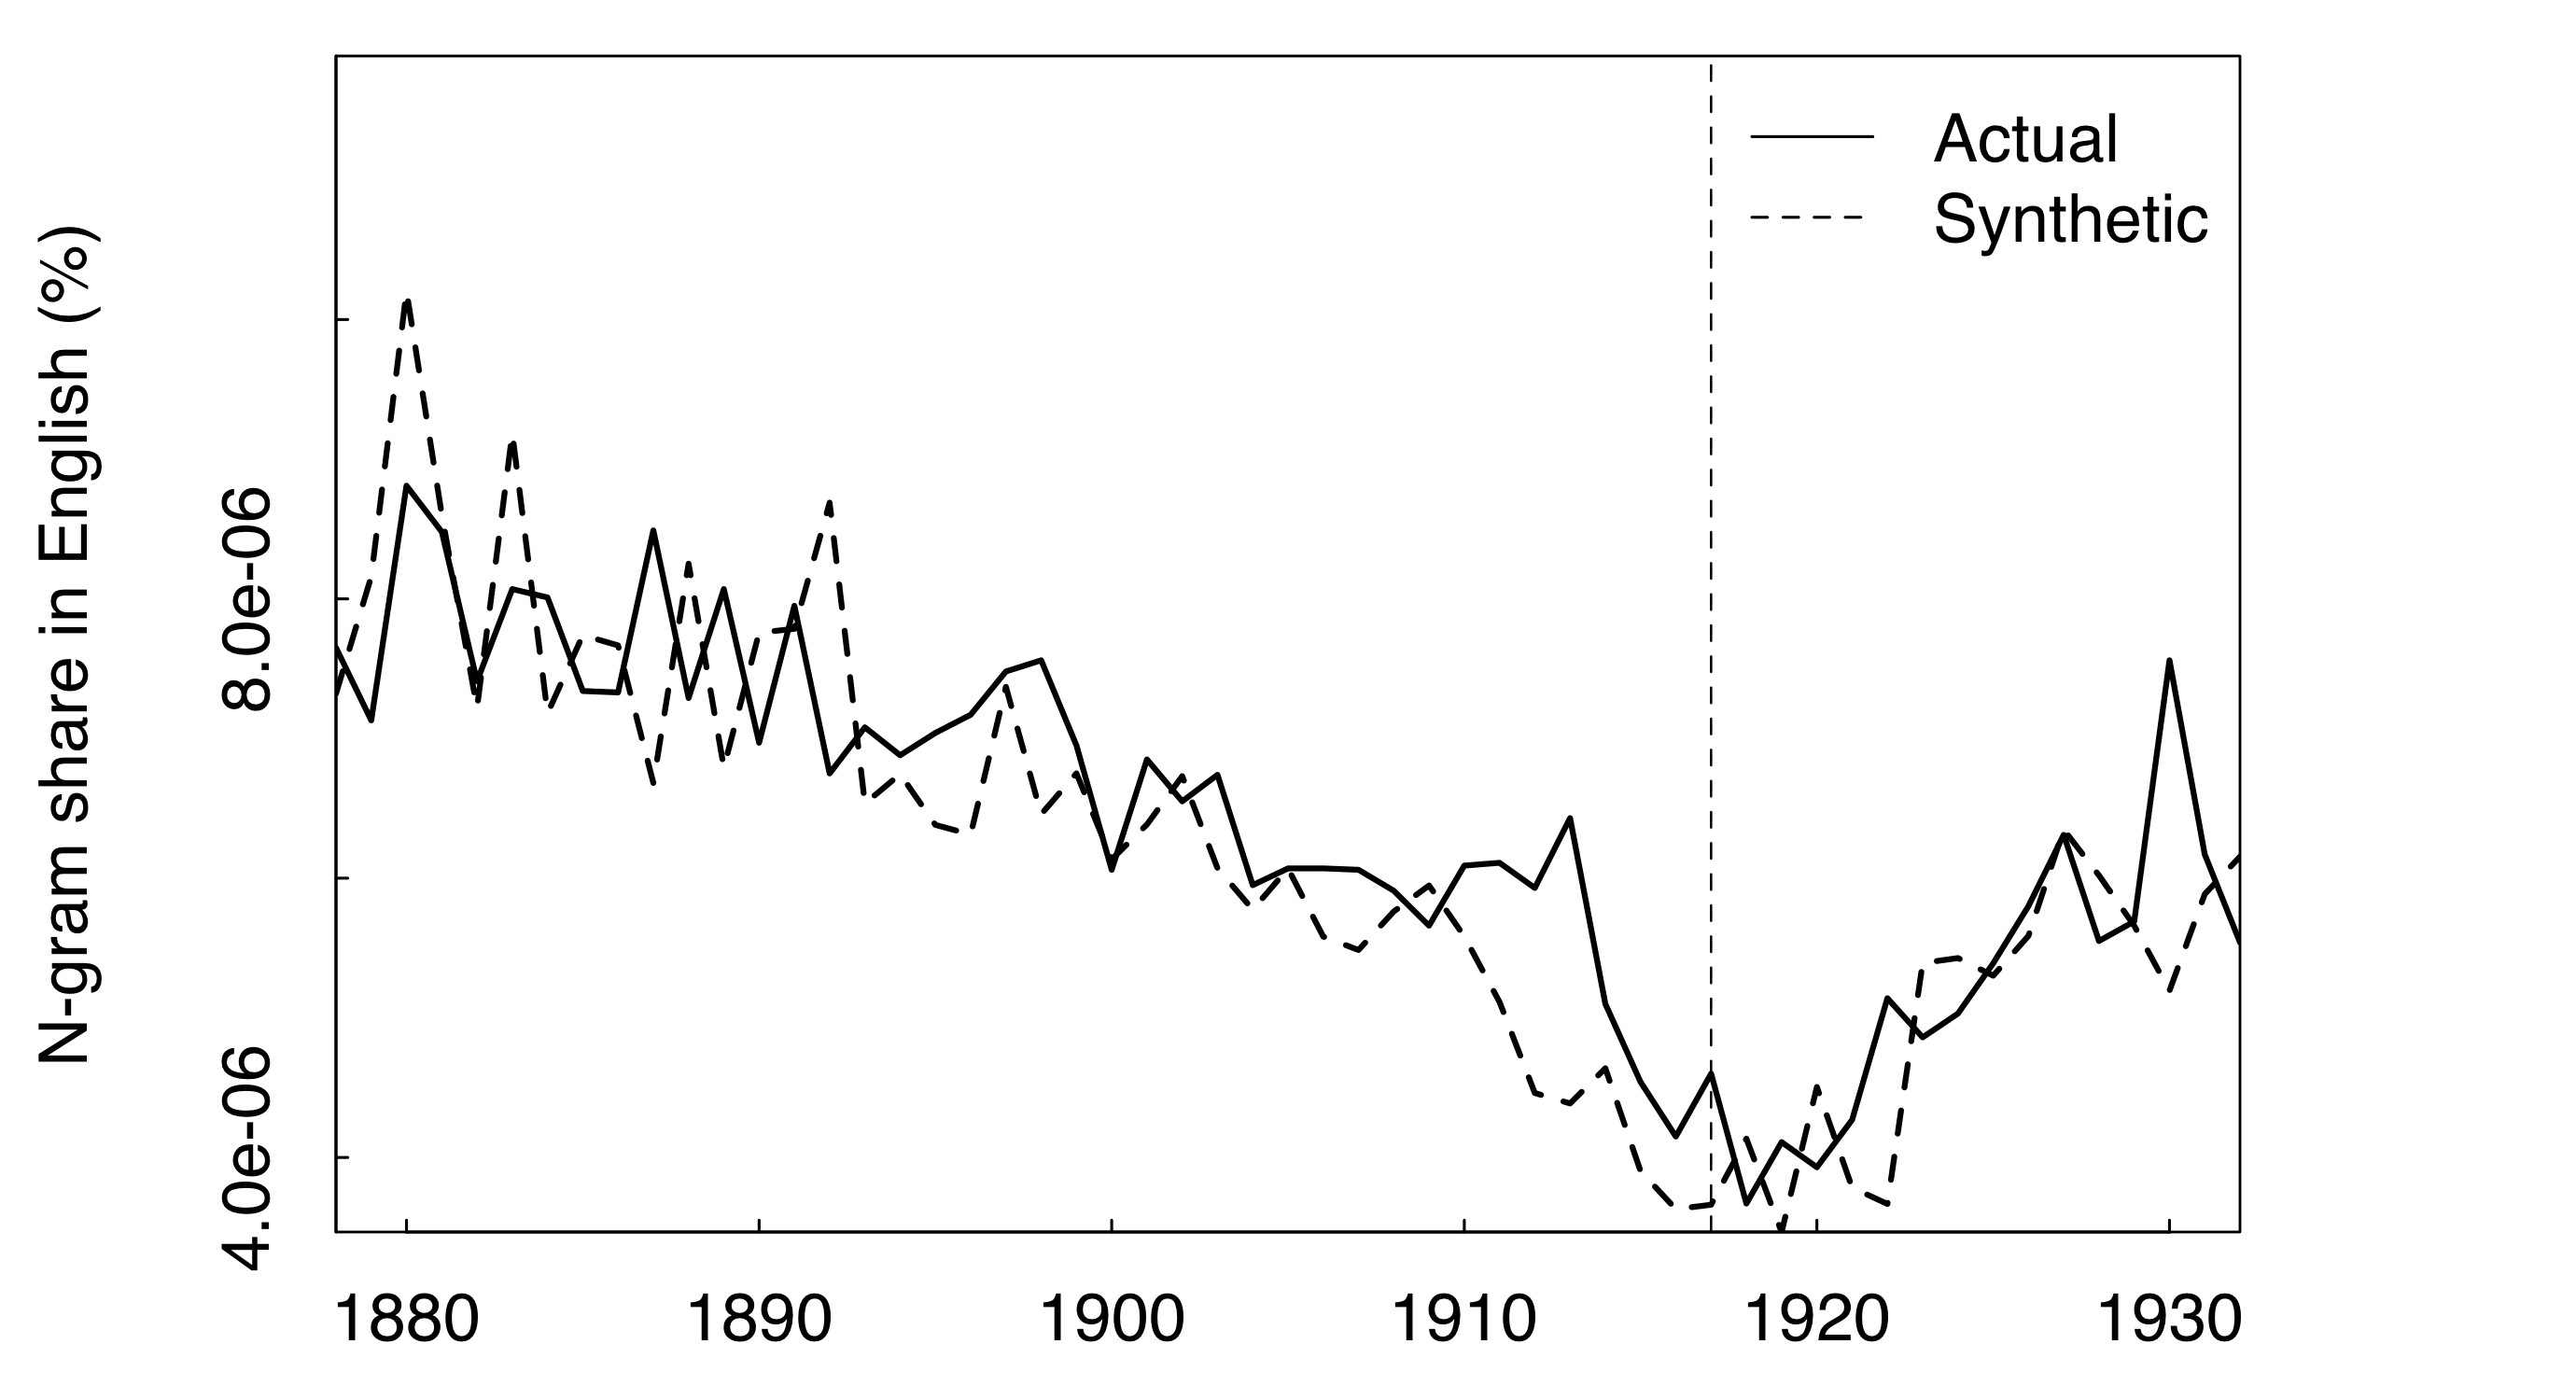 Actual
Synthetic
N-gram share in English (%)
8.0e-06
4.0e-06
1880 1890 1900 1910 1920 1930